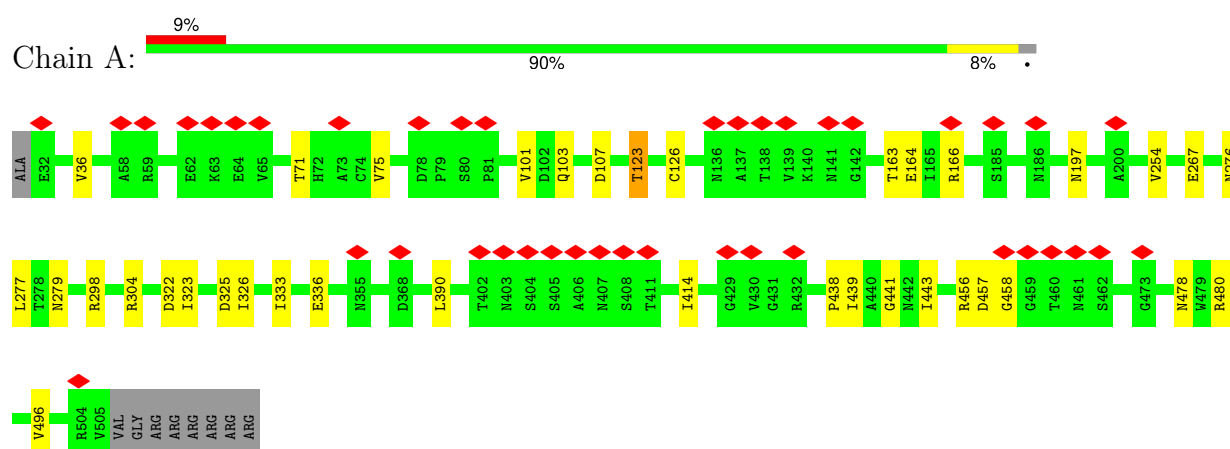 9%
Chain A:
90% 8% •
ALA E32 V36 A58 R59 E62 K63 E64 V65 T71 H72 A73 C74 V75 D78 P79 S80 P81 V101 D102 Q103 D107 T123 C126 N136 A137 T138 V139 K140 N141 G142 T163 E164 I165 R166 S185 N186 N197 A200 V254 E267 N276
L277 T278 N279 R298 R304 D322 I323 D325 I326 I333 E336 N355 D368 L390 T402 N403 S404 S405 A406 N407 S408 T411 I414 G429 V430 G431 R432 P438 I439 A440 G441 N442 I443 R456 D457 G458 G459 T460 N461 S462 G473 N478 W479 R480
V496 R504 V505 VAL GLY ARG ARG ARG ARG ARG ARG